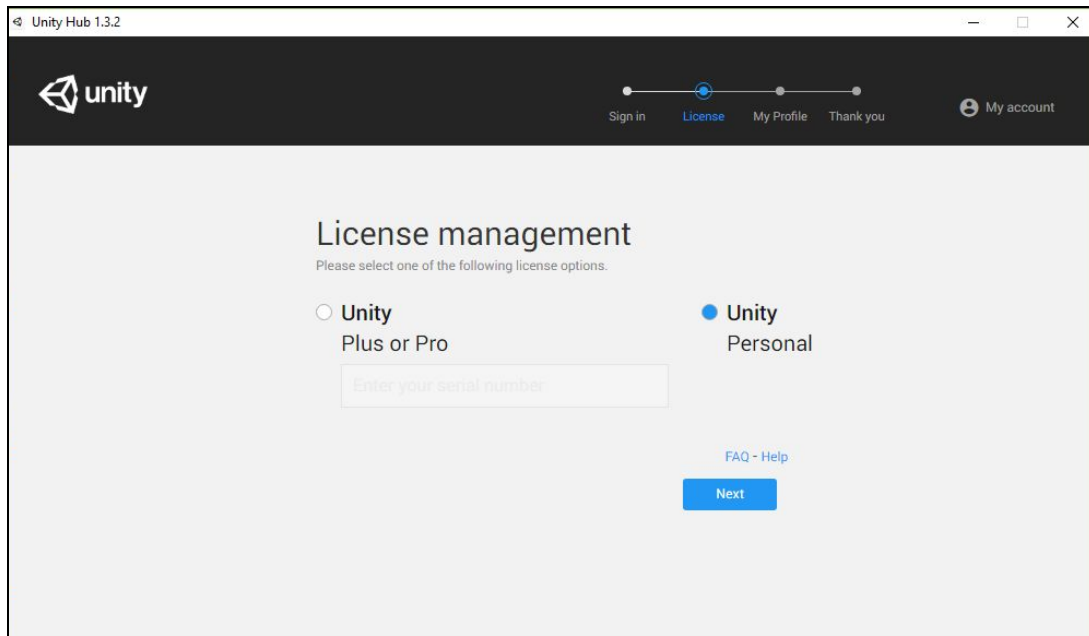 Unity Hub 1.3.2
unity
Sign in License My Profile Thank you
My account
License management
Please select one of the following license options.
Unity
Plus or Pro
Enter your serial number
Unity
Personal
FAQ - Help
Next